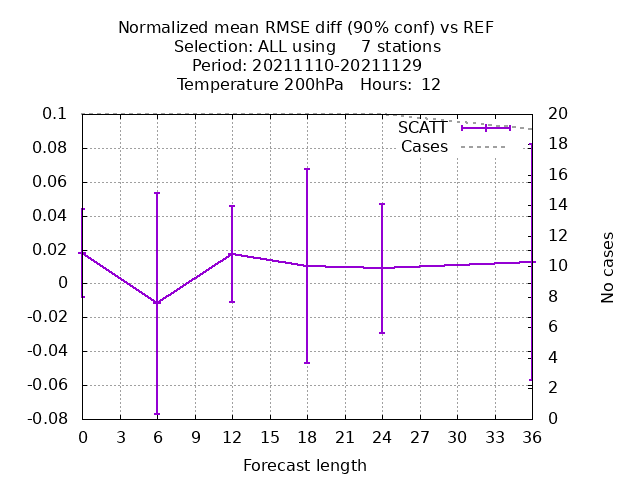 Normalized mean RMSE diff (90% conf) vs REF
Selection: ALL using 7 stations
Period: 20211110-20211129
Temperature 200hPa Hours: 12
0.1
0.08
0.06
0.04
0.02
0
-0.02
-0.04
-0.06
-0.08
SCATT
Cases
20
18
16
14
12
10
8
6
4
2
0
No cases
0 3 6 9 12 15 18 21 24 27 30 33 36
Forecast length